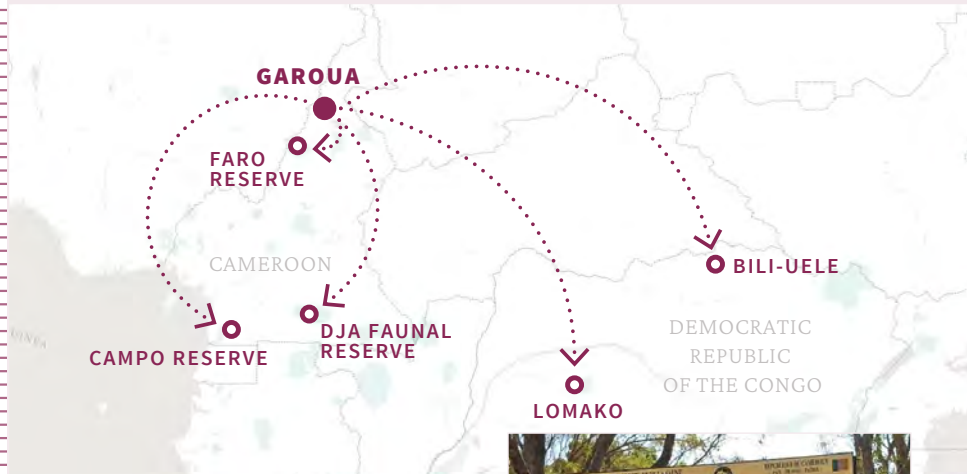 GAROUA
FARO
RESERVE
CAMEROON
BILI-UELE
DJA FAUNAL
RESERVE
CAMPO RESERVE
DEMOCRATIC
REPUBLIC
OF THE CONGO
LOMAKO